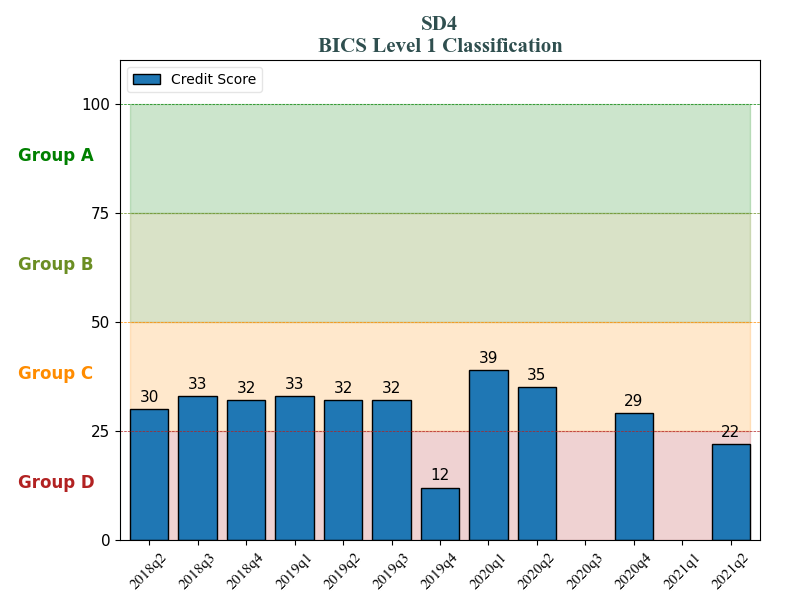 SD4
BICS Level 1 Classification
Credit Score
100
Group A
75
Group B
50
Group C
25
Group D
0
30
33
32
33
32
32
12
39
35
29
22
2018q2
2018q3
2018q4
2019q1
2019q2
2019q3
2019q4
2020q1
2020q2
2020q3
2020q4
2021q1
2021q2